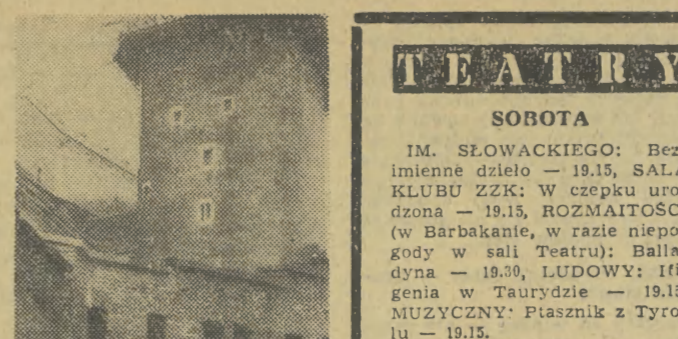 TEATRY
SOBOTA
IM. SŁOWACKIEGO: Bez
imienne dzieło — 19.15, SALA
KLUBU ZZK: W czepku uro
dzona — 19.15, ROZMAITOŚC
(w Barbakanie, w razie niepo
gody w sali Teatru): Balla
dyna — 19.30, LUDOWY: Ifi
genia w Taurydzie — 19.15
MUZYCZNY: Ptasznik z Tyro
lu — 19.15.